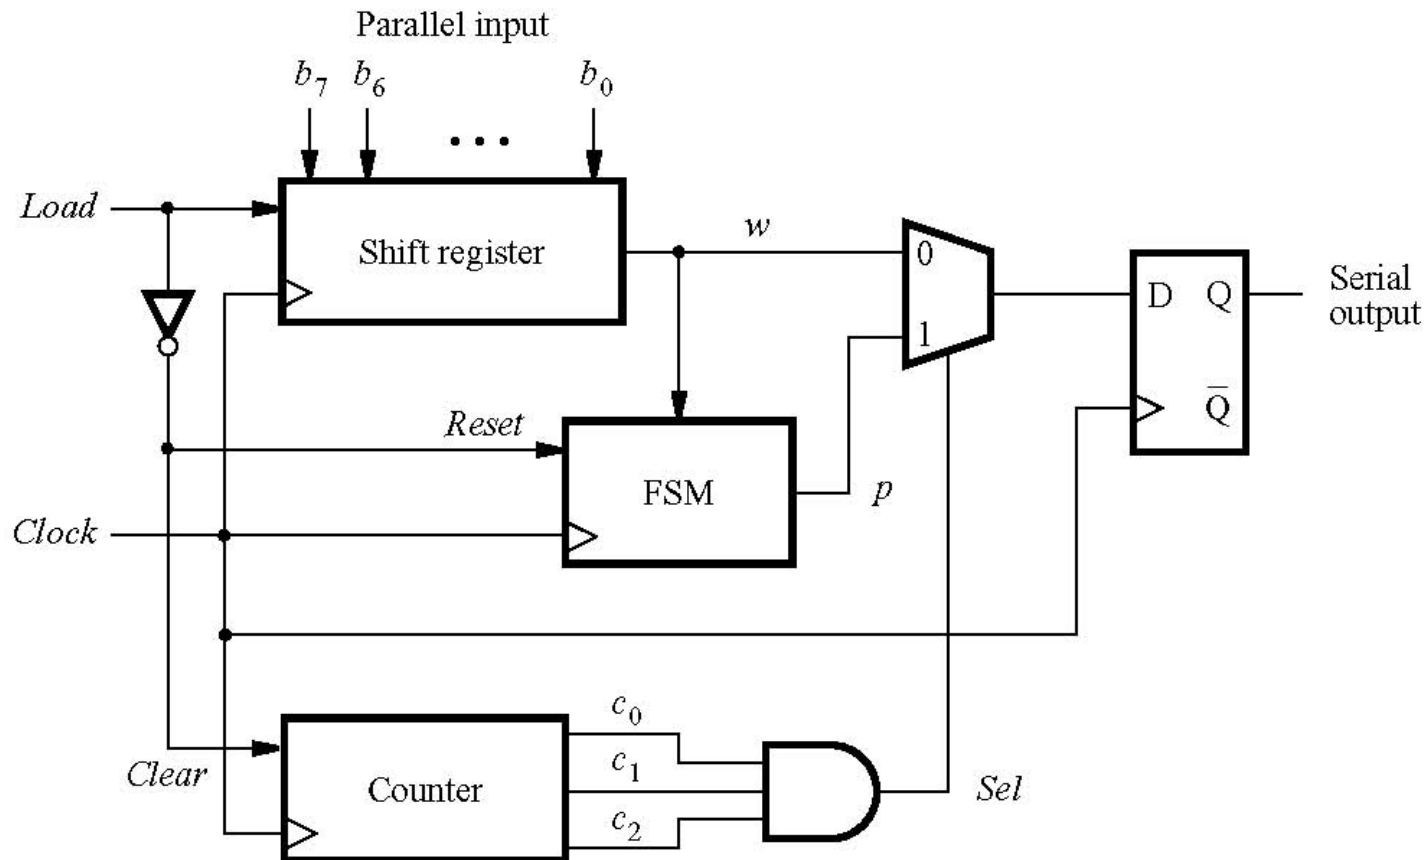 Parallel input
b7 b6 b0
Load
Shift register
w
0
1
D Q
Q̅
Serial
output
Reset
FSM
p
Clock
Clear
Counter
c0
c1
c2
Sel